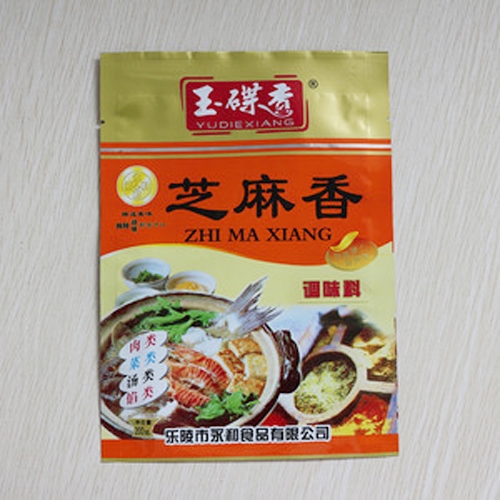 玉碟香®
YUDIEXIANG
芝麻香
ZHI MA XIANG
调味料
肉类
菜类
汤类
馅类
乐陵市永和食品有限公司